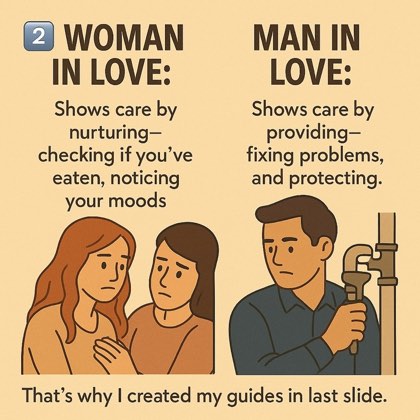 2 WOMAN
IN LOVE:
Shows care by
nurturing—
checking if you've
eaten, noticing
your moods
MAN IN
LOVE:
Shows care by
providing—
fixing problems,
and protecting.
That's why I created my guides in last slide.